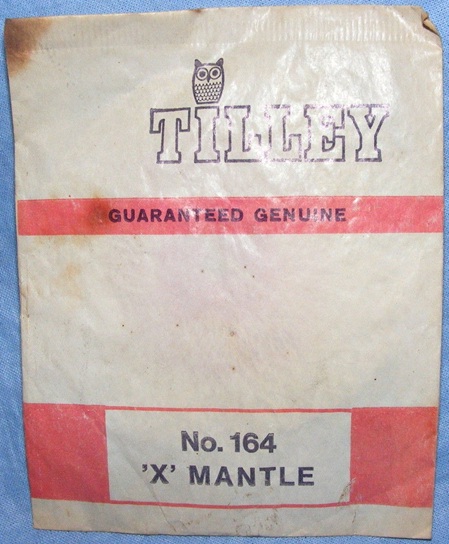 TILLEY
GUARANTEED GENUINE
No. 164
'X' MANTLE